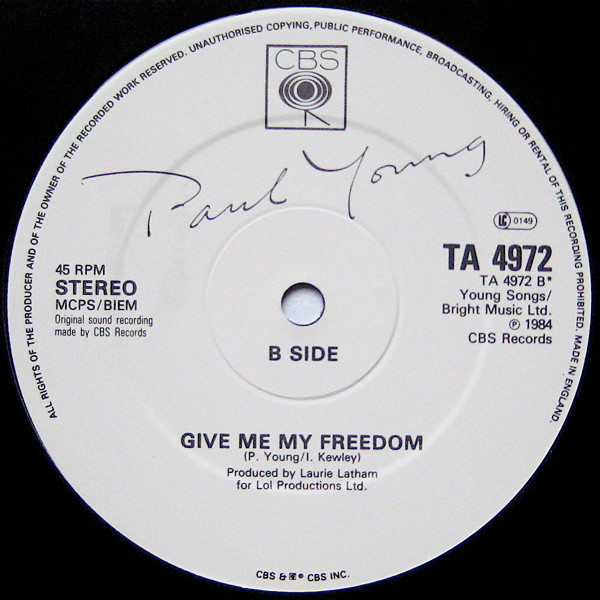 ALL RIGHTS OF THE PRODUCER AND OF THE OWNER OF THE RECORDED WORK RESERVED. UNAUTHORISED COPYING, PUBLIC PERFORMANCE, BROADCASTING, HIRING OR RENTAL OF THIS RECORDING PROHIBITED. MADE IN ENGLAND.
CBS
Paul Young
LC 0149
45 RPM
STEREO
MCPS/BIEM
Original sound recording
made by CBS Records
TA 4972
TA 4972 B*
Young Songs/
Bright Music Ltd.
℗ 1984
CBS Records
B SIDE
GIVE ME MY FREEDOM
(P. Young/I. Kewley)
Produced by Laurie Latham
for Lol Productions Ltd.
CBS & ® CBS INC.